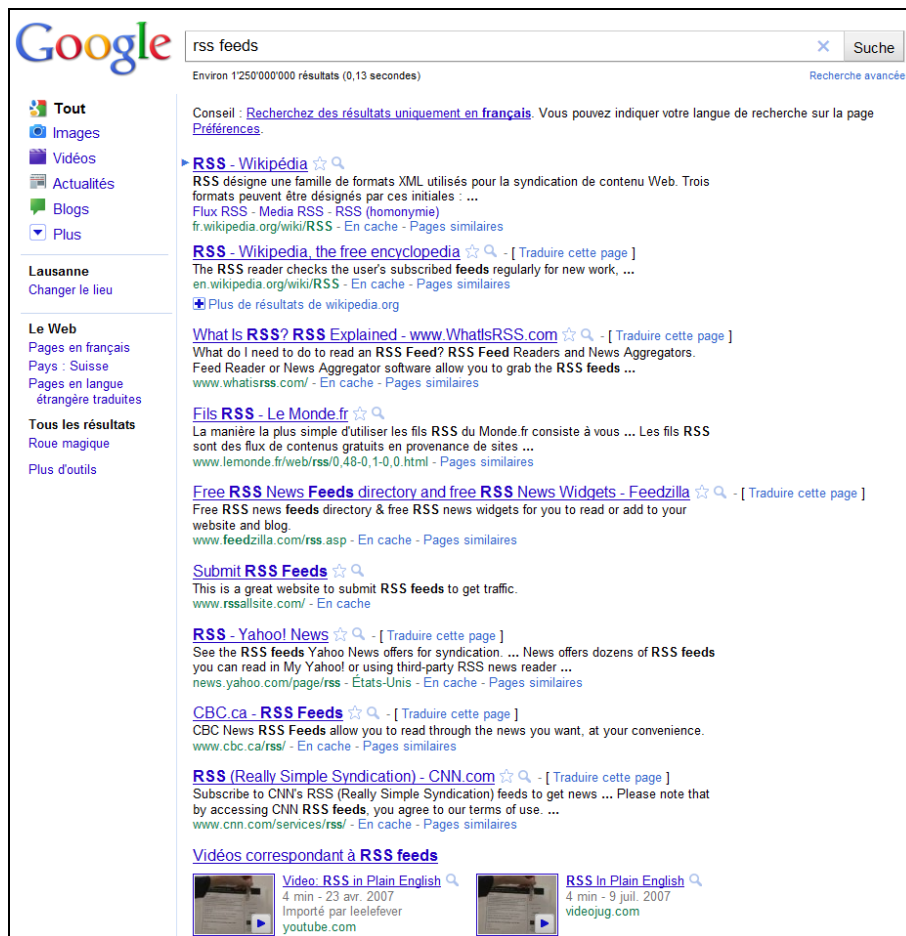 Google
rss feeds
Suche
Environ 1'250'000'000 résultats (0,13 secondes)
Recherche avancée
Tout
Images
Vidéos
Actualités
Blogs
Plus
Lausanne
Changer le lieu
Le Web
Pages en français
Pays : Suisse
Pages en langue
étrangère traduites
Tous les résultats
Roue magique
Plus d'outils
Conseil : Recherchez des résultats uniquement en français. Vous pouvez indiquer votre langue de recherche sur la page
Préférences.
RSS - Wikipédia
RSS désigne une famille de formats XML utilisés pour la syndication de contenu Web. Trois
formats peuvent être désignés par ces initiales : ...
Flux RSS - Media RSS - RSS (homonymie)
fr.wikipedia.org/wiki/RSS - En cache - Pages similaires
RSS - Wikipedia, the free encyclopedia - [ Traduire cette page ]
The RSS reader checks the user's subscribed feeds regularly for new work, ...
en.wikipedia.org/wiki/RSS - En cache - Pages similaires
Plus de résultats de wikipedia.org
What Is RSS? RSS Explained - www.WhatIsRSS.com - [ Traduire cette page ]
What do I need to do to read an RSS Feed? RSS Feed Readers and News Aggregators.
Feed Reader or News Aggregator software allow you to grab the RSS feeds ...
www.whatisrss.com/ - En cache - Pages similaires
Fils RSS - Le Monde.fr
La manière la plus simple d'utiliser les fils RSS du Monde.fr consiste à vous ... Les fils RSS
sont des flux de contenus gratuits en provenance de sites ...
www.lemonde.fr/web/rss/0,48-0,1-0,0.html - Pages similaires
Free RSS News Feeds directory and free RSS News Widgets - Feedzilla - [ Traduire cette page ]
Free RSS news feeds directory & free RSS news widgets for you to read or add to your
website and blog.
www.feedzilla.com/rss.asp - En cache - Pages similaires
Submit RSS Feeds
This is a great website to submit RSS feeds to get traffic.
www.rssallsite.com/ - En cache
RSS - Yahoo! News - [ Traduire cette page ]
See the RSS feeds Yahoo News offers for syndication. ... News offers dozens of RSS feeds
you can read in My Yahoo! or using third-party RSS news reader ...
news.yahoo.com/page/rss - États-Unis - En cache - Pages similaires
CBC.ca - RSS Feeds - [ Traduire cette page ]
CBC News RSS Feeds allow you to read through the news you want, at your convenience.
www.cbc.ca/rss/ - En cache - Pages similaires
RSS (Really Simple Syndication) - CNN.com - [ Traduire cette page ]
Subscribe to CNN's RSS (Really Simple Syndication) feeds to get news ... Please note that
by accessing CNN RSS feeds, you agree to our terms of use. ...
www.cnn.com/services/rss/ - En cache - Pages similaires
Vidéos correspondant à RSS feeds
Video: RSS in Plain English
4 min - 23 avr. 2007
Importé par leelefever
youtube.com
RSS In Plain English
4 min - 9 juil. 2007
videojug.com